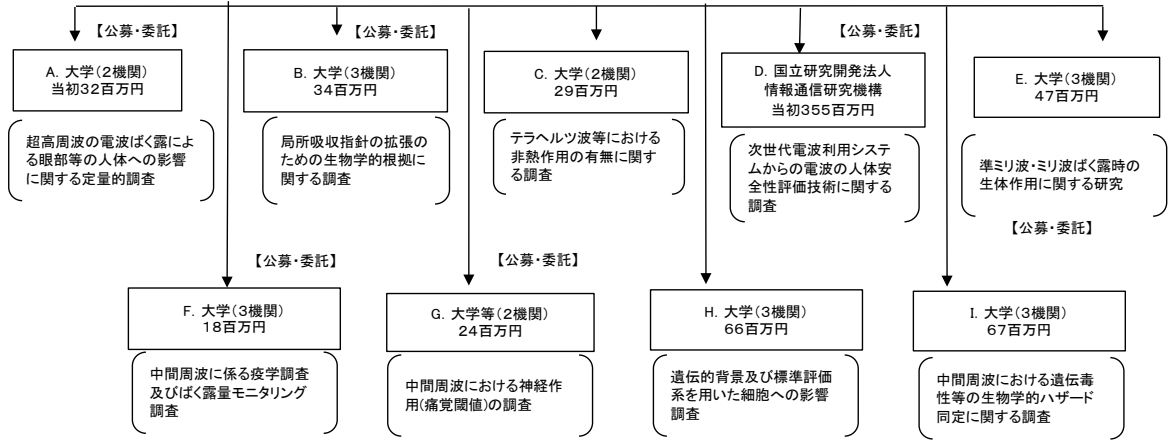 【公募・委託】
【公募・委託】
【公募・委託】
A. 大学(2機関)
当初32百万円
超高周波の電波ばく露によ
る眼部等の人体への影響
に関する定量的調査
B. 大学(3機関)
34百万円
局所吸収指針の拡張の
ための生物学的根拠に
関する調査
C. 大学(2機関)
29百万円
テラヘルツ波等における
非熱作用の有無に関す
る調査
D. 国立研究開発法人
情報通信研究機構
当初355百万円
次世代電波利用システ
ムからの電波の人体安
全性評価技術に関する
調査
E. 大学(3機関)
47百万円
準ミリ波・ミリ波ばく露時の
生体作用に関する研究
【公募・委託】
【公募・委託】
【公募・委託】
F. 大学(3機関)
18百万円
中間周波に係る疫学調査
及びばく露量モニタリング
調査
G. 大学等(2機関)
24百万円
中間周波における神経作
用(痛覚閾値)の調査
H. 大学(3機関)
66百万円
遺伝的背景及び標準評価
系を用いた細胞への影響
調査
I. 大学(3機関)
67百万円
中間周波における遺伝毒
性等の生物学的ハザード
同定に関する調査